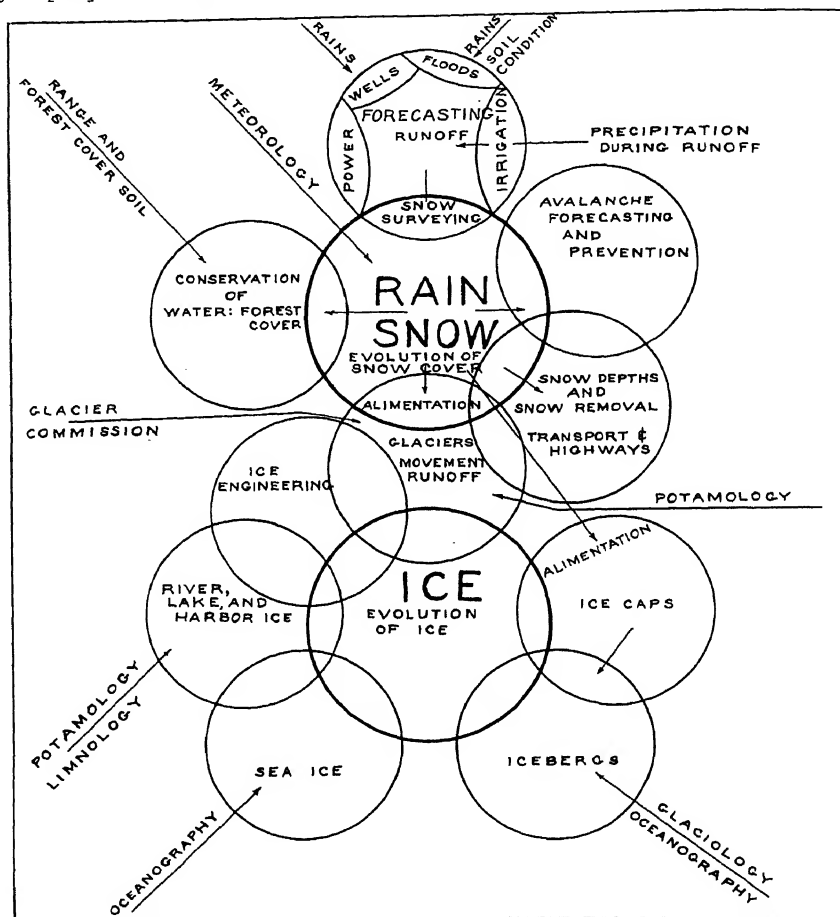 RAINS
RAINS
SOIL
CONDITION
WELLS
FLOODS
FORECASTING
RUNOFF
POWER
IRRIGATION
PRECIPITATION
DURING RUNOFF
METEOROLOGY
RANGE AND
FOREST COVER SOIL
SNOW
SURVEYING
AVALANCHE
FORECASTING
AND
PREVENTION
CONSERVATION
OF
WATER: FOREST
COVER
RAIN
SNOW
EVOLUTION OF
SNOW COVER
SNOW DEPTHS
AND
SNOW REMOVAL
TRANSPORT &
HIGHWAYS
ALIMENTATION
GLACIER
COMMISSION
GLACIERS
MOVEMENT
RUNOFF
ICE
ENGINEERING
POTAMOLOGY
ALIMENTATION
ICE CAPS
ICE
EVOLUTION
OF ICE
RIVER,
LAKE, AND
HARBOR ICE
POTAMOLOGY
LIMNOLOGY
SEA ICE
ICEBERGS
OCEANOGRAPHY
GLACIOLOGY
OCEANOGRAPHY